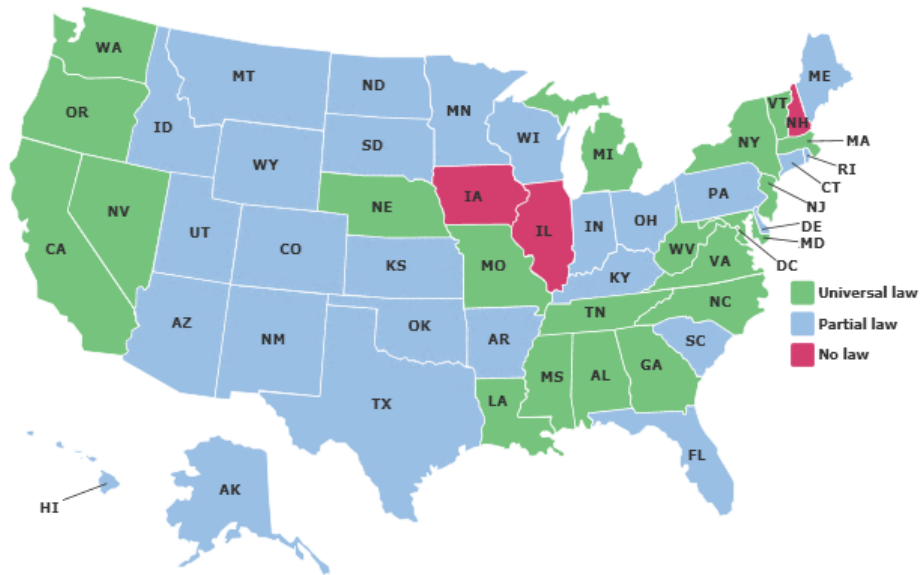 WA
MT
ND
MN
ME
OR
ID
SD
WI
VT
NH
NY
MA
MI
WY
RI
CT
NE
IA
PA
NJ
NV
UT
CO
IL
IN
OH
DE
MD
CA
KS
MO
WV
VA
DC
KY
Universal law
AZ
NM
OK
AR
TN
NC
Partial law
SC
No law
TX
LA
MS
AL
GA
FL
HI
AK